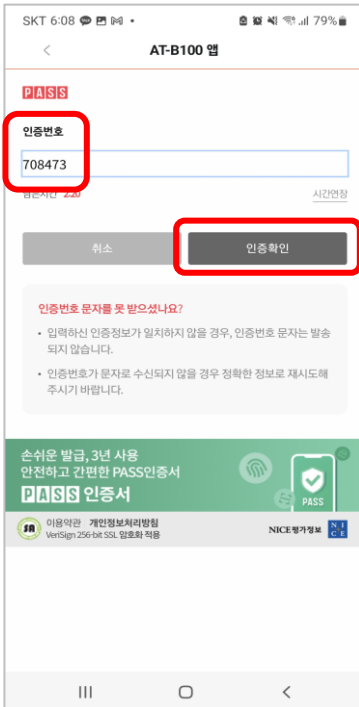 SKT 6:08
79%
AT-B100 앱
PASS
인증번호
708473
남은시간 2:20
시간연장
취소
인증확인
인증번호 문자를 못 받으셨나요?
• 입력하신 인증정보가 일치하지 않을 경우, 인증번호 문자는 발송
되지 않습니다.
• 인증번호가 문자로 수신되지 않을 경우 정확한 정보로 재시도해
주시기 바랍니다.
손쉬운 발급, 3년 사용
안전하고 간편한 PASS인증서
PASS 인증서
PASS
SA
이용약관 개인정보처리방침
VeriSign 256-bit SSL 암호화 적용
NICE평가정보
NICE